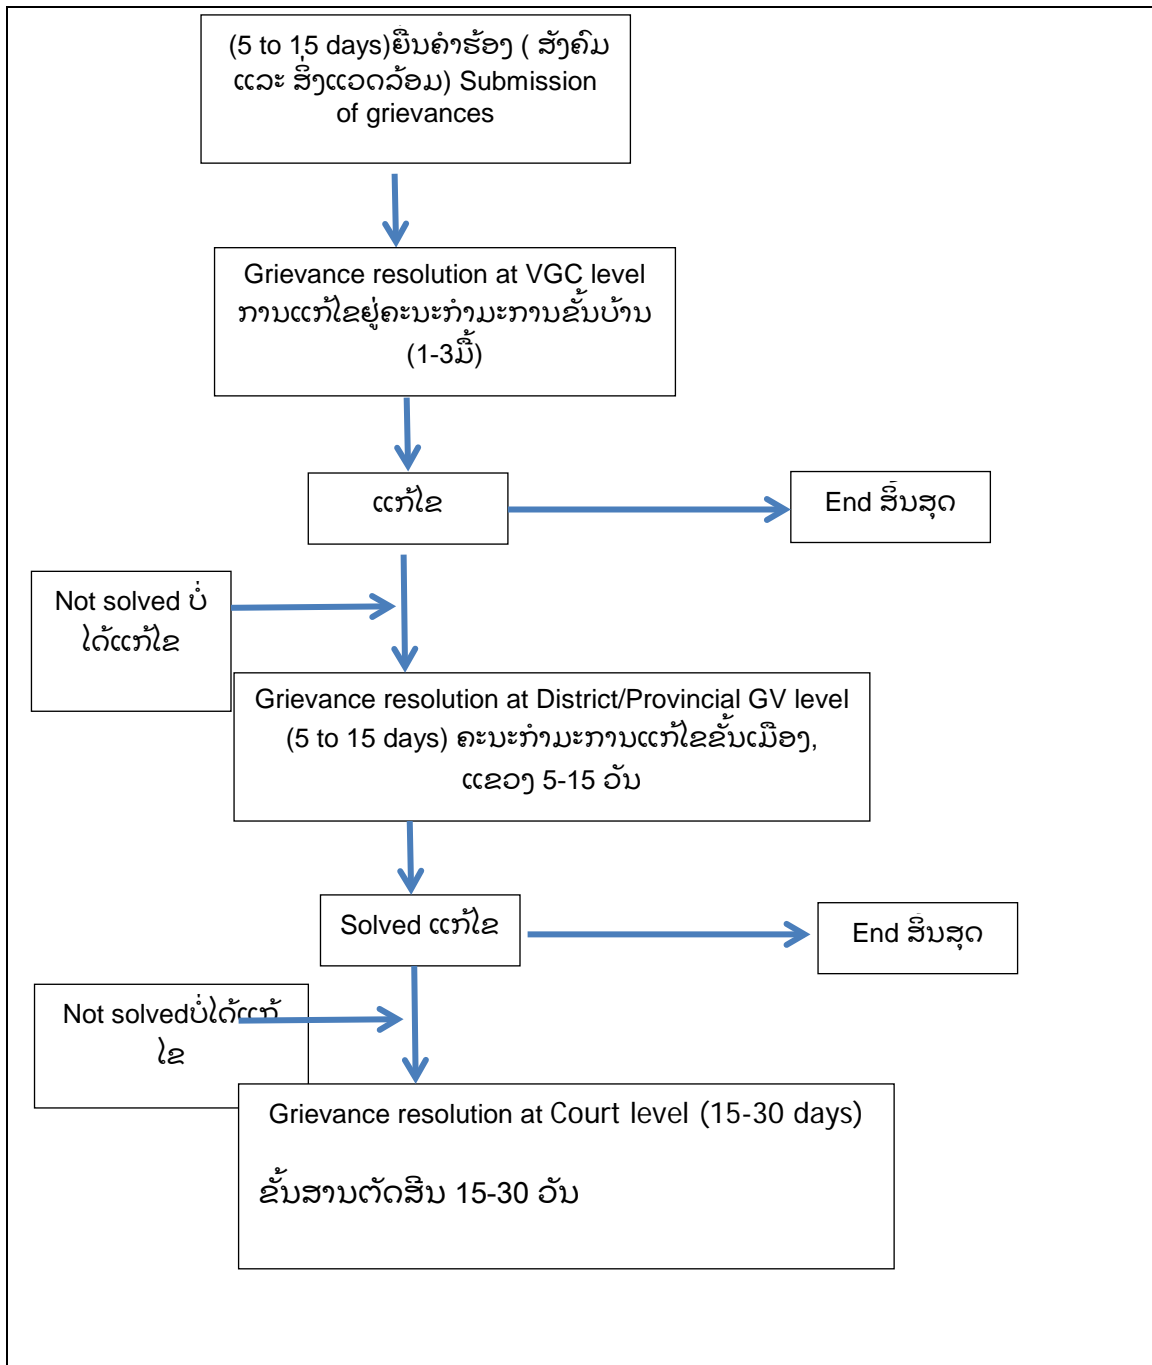 (5 to 15 days)ຍື່ນຄຳຮ້ອງ ( ສັງຄົມ
ແລະ ສິ່ງແວດລ້ອມ) Submission
of grievances
Grievance resolution at VGC level
ການແກ້ໄຂຢູ່ຄະນະກຳມະການຂັ້ນບ້ານ
(1-3ມື້)
ແກ້ໄຂ
End ສິ້ນສຸດ
Not solved ບໍ່
ໄດ້ແກ້ໄຂ
Grievance resolution at District/Provincial GV level
(5 to 15 days) ຄະນະກຳມະການແກ້ໄຂຂັ້ນເມືອງ,
ແຂວງ 5-15 ວັນ
Solved ແກ້ໄຂ
End ສິ້ນສຸດ
Not solvedບໍ່ໄດ້ແກ້
ໄຂ
Grievance resolution at Court level (15-30 days)
ຂັ້ນສານຕັດສີນ 15-30 ວັນ